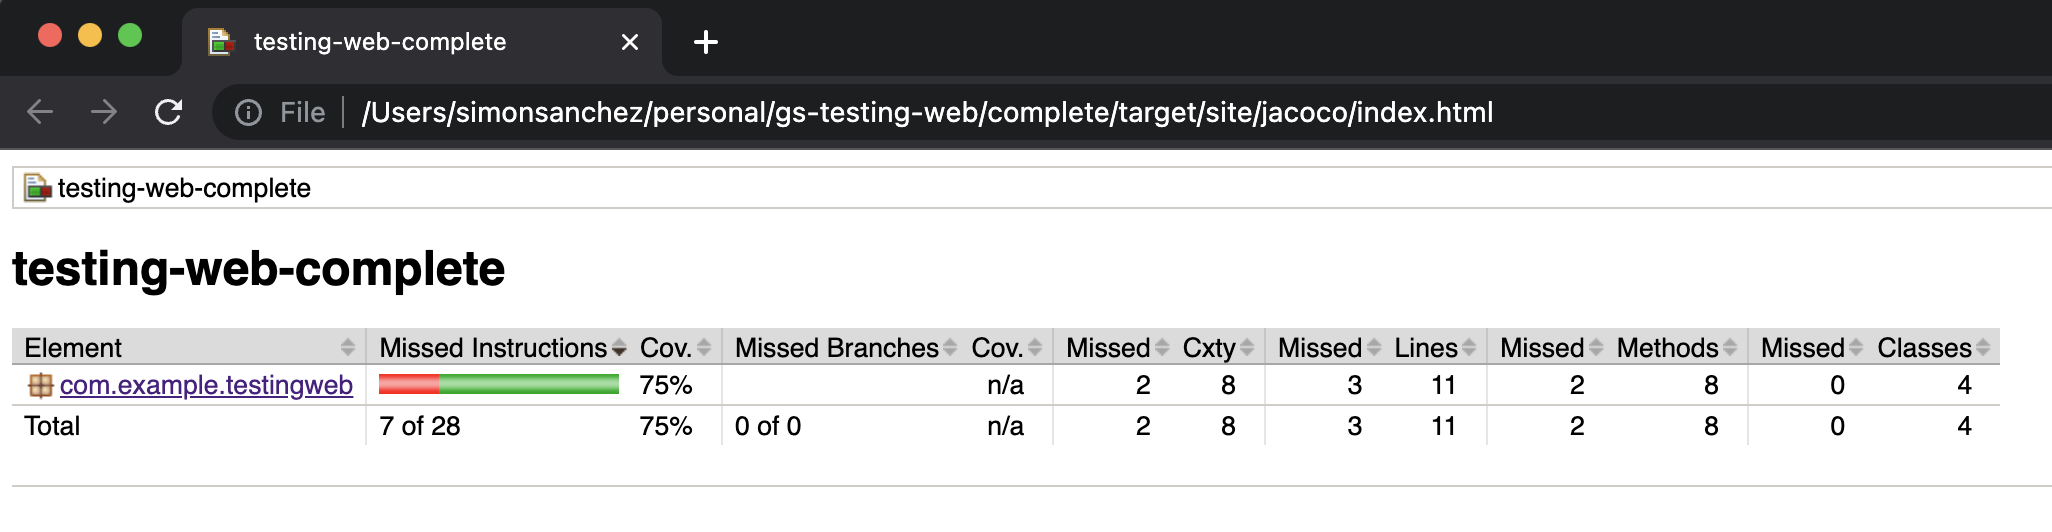 testing-web-complete
File /Users/simonsanchez/personal/gs-testing-web/complete/target/site/jacoco/index.html
testing-web-complete
testing-web-complete
Element Missed Instructions Cov. Missed Branches Cov. Missed Cxty Missed Lines Missed Methods Missed Classes
com.example.testingweb 75% n/a 2 8 3 11 2 8 0 4
Total 7 of 28 75% 0 of 0 n/a 2 8 3 11 2 8 0 4